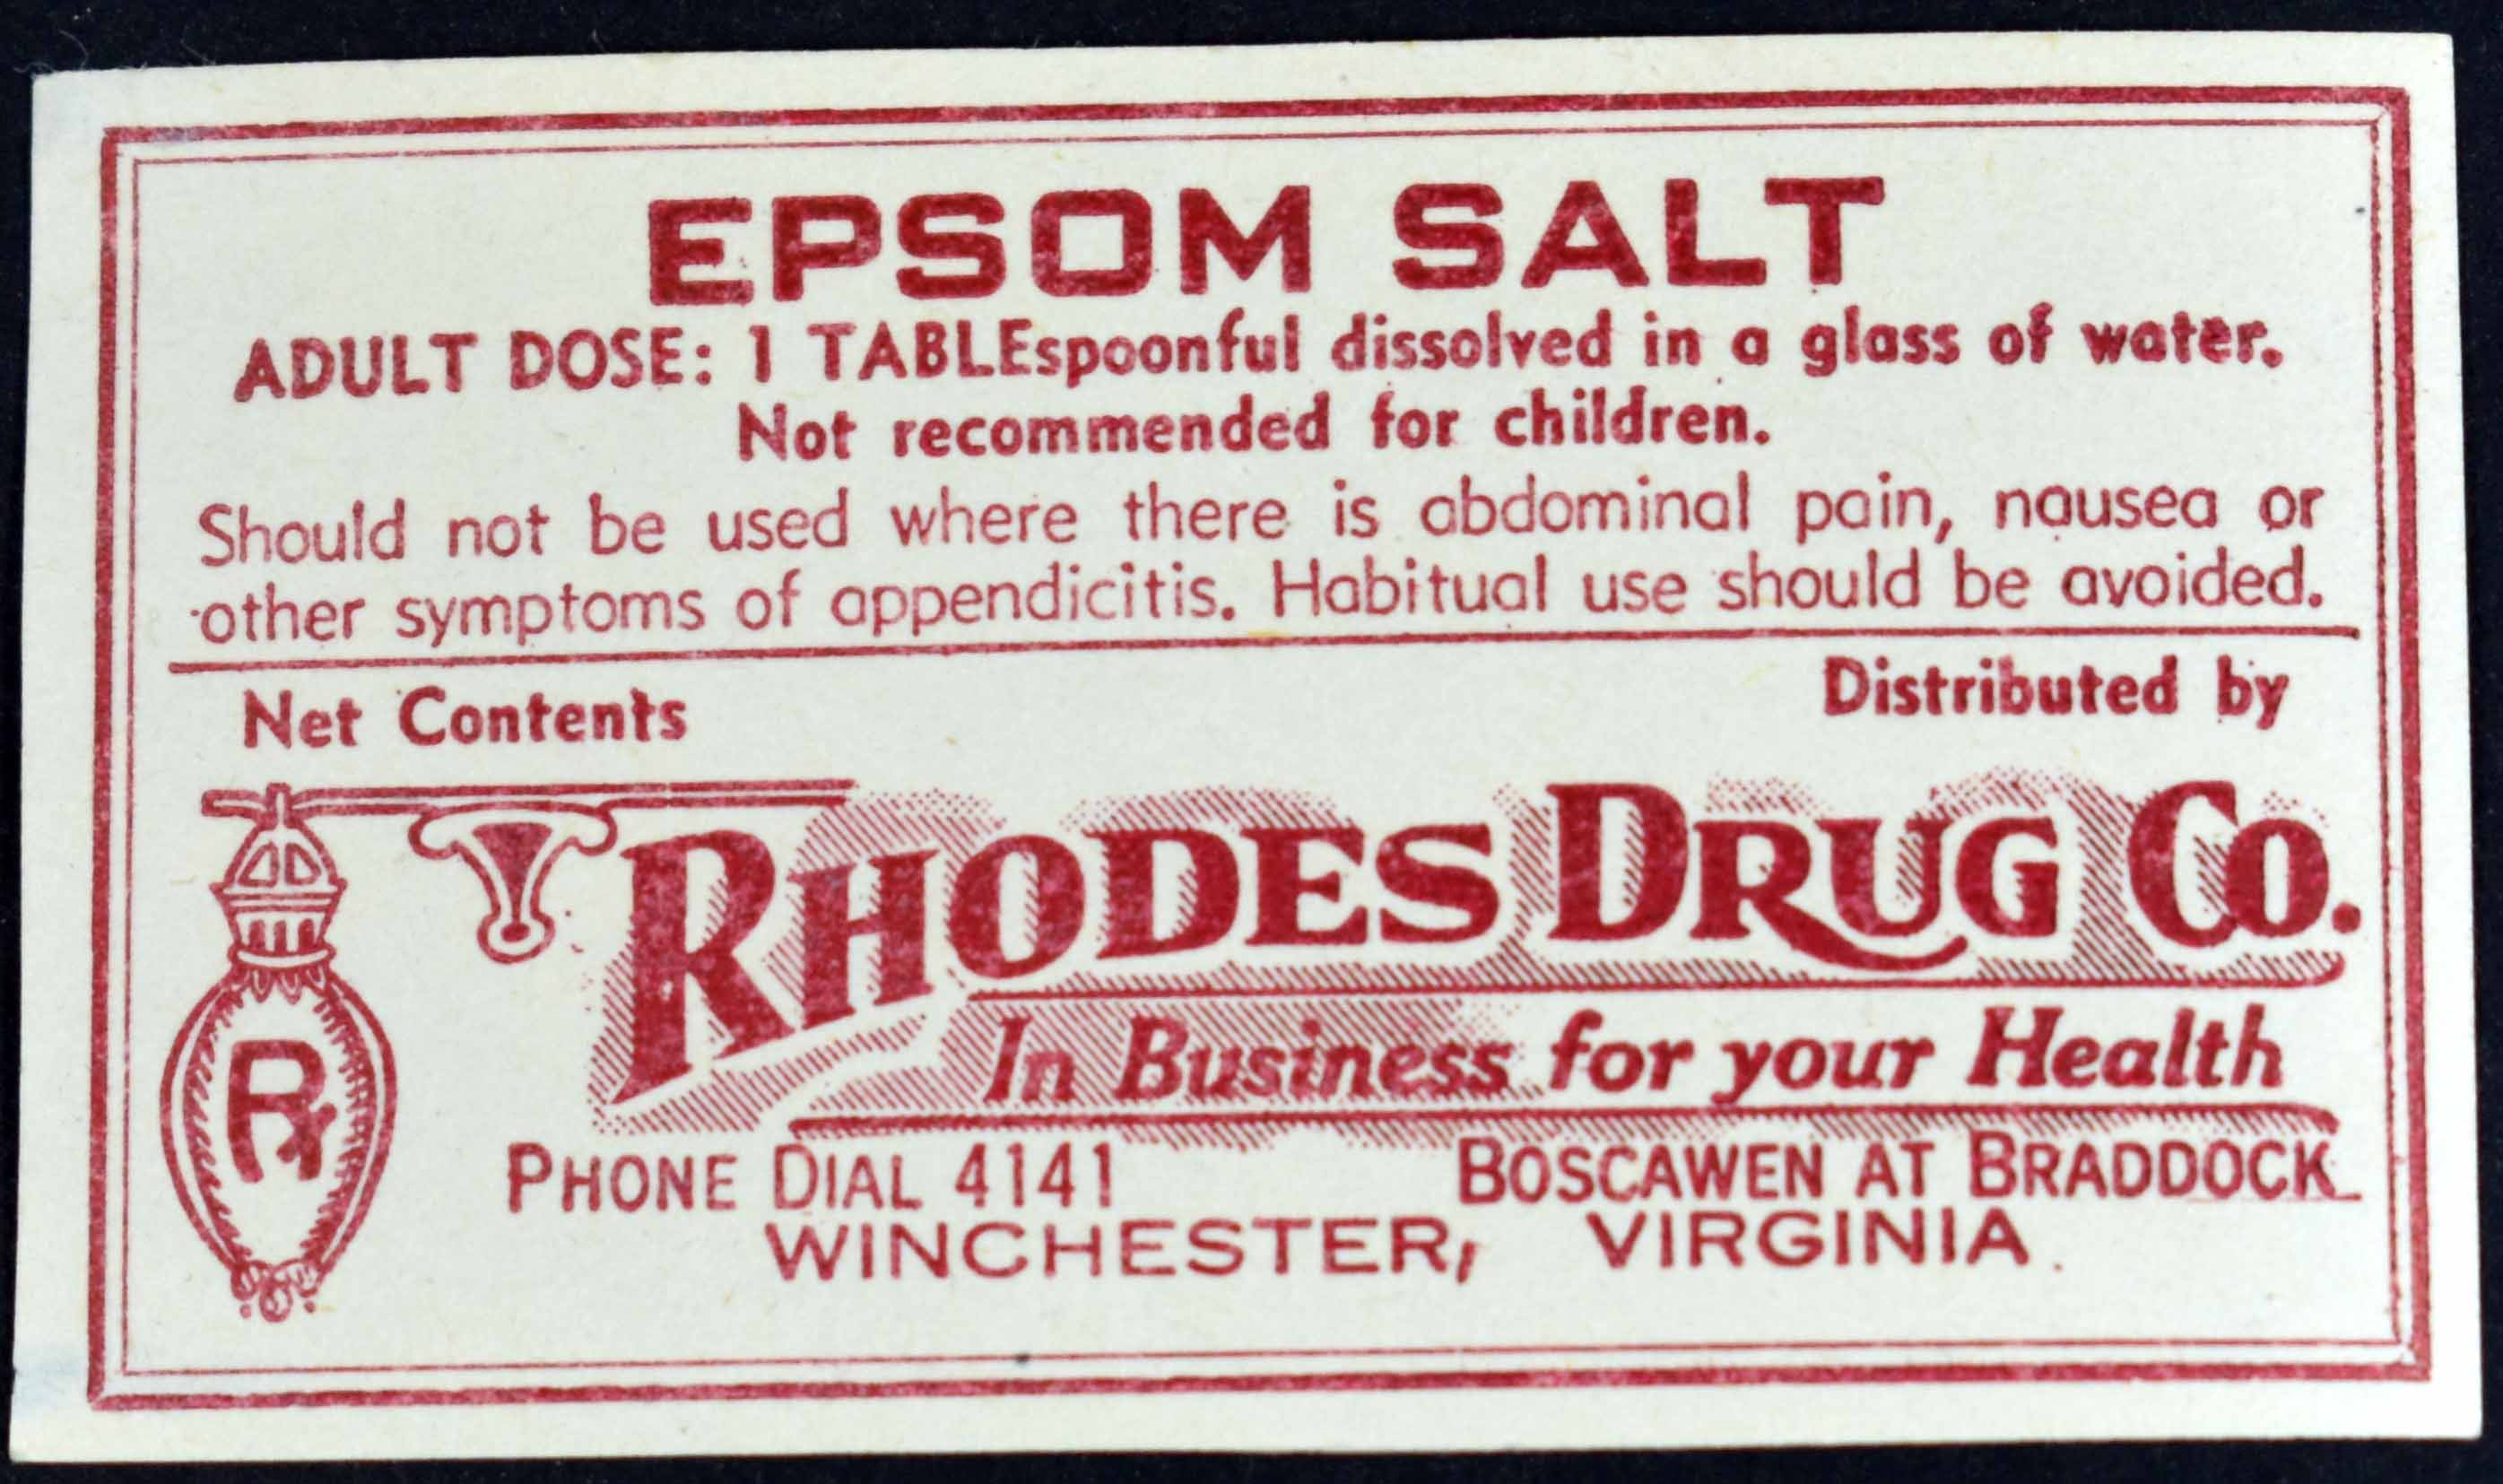 EPSOM SALT
ADULT DOSE: 1 TABLEspoonful dissolved in a glass of water.
Not recommended for children.
Should not be used where there is abdominal pain, nausea or
other symptoms of appendicitis. Habitual use should be avoided.
Net Contents
Distributed by
RHODES DRUG CO.
In Business for your Health
Rx
PHONE DIAL 4141
BOSCAWEN AT BRADDOCK
WINCHESTER, VIRGINIA